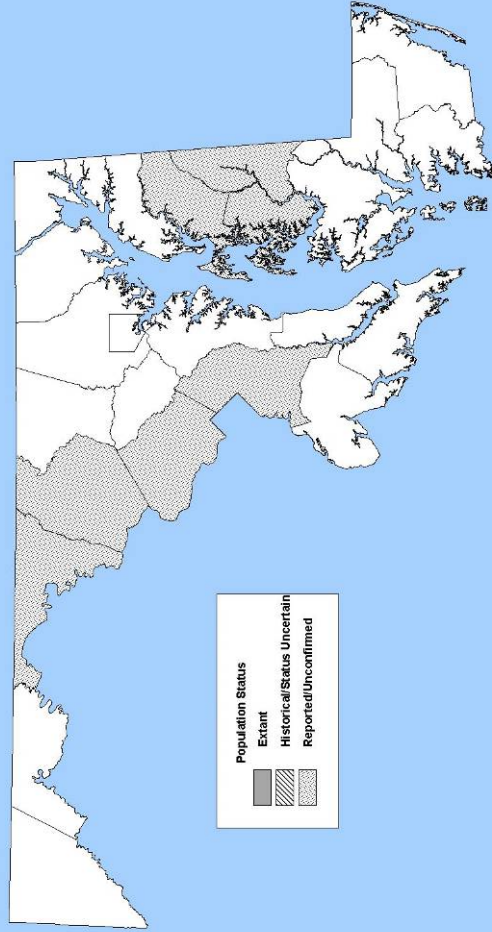 Population Status
Extant
Historical/Status Uncertain
Reported/Unconfirmed